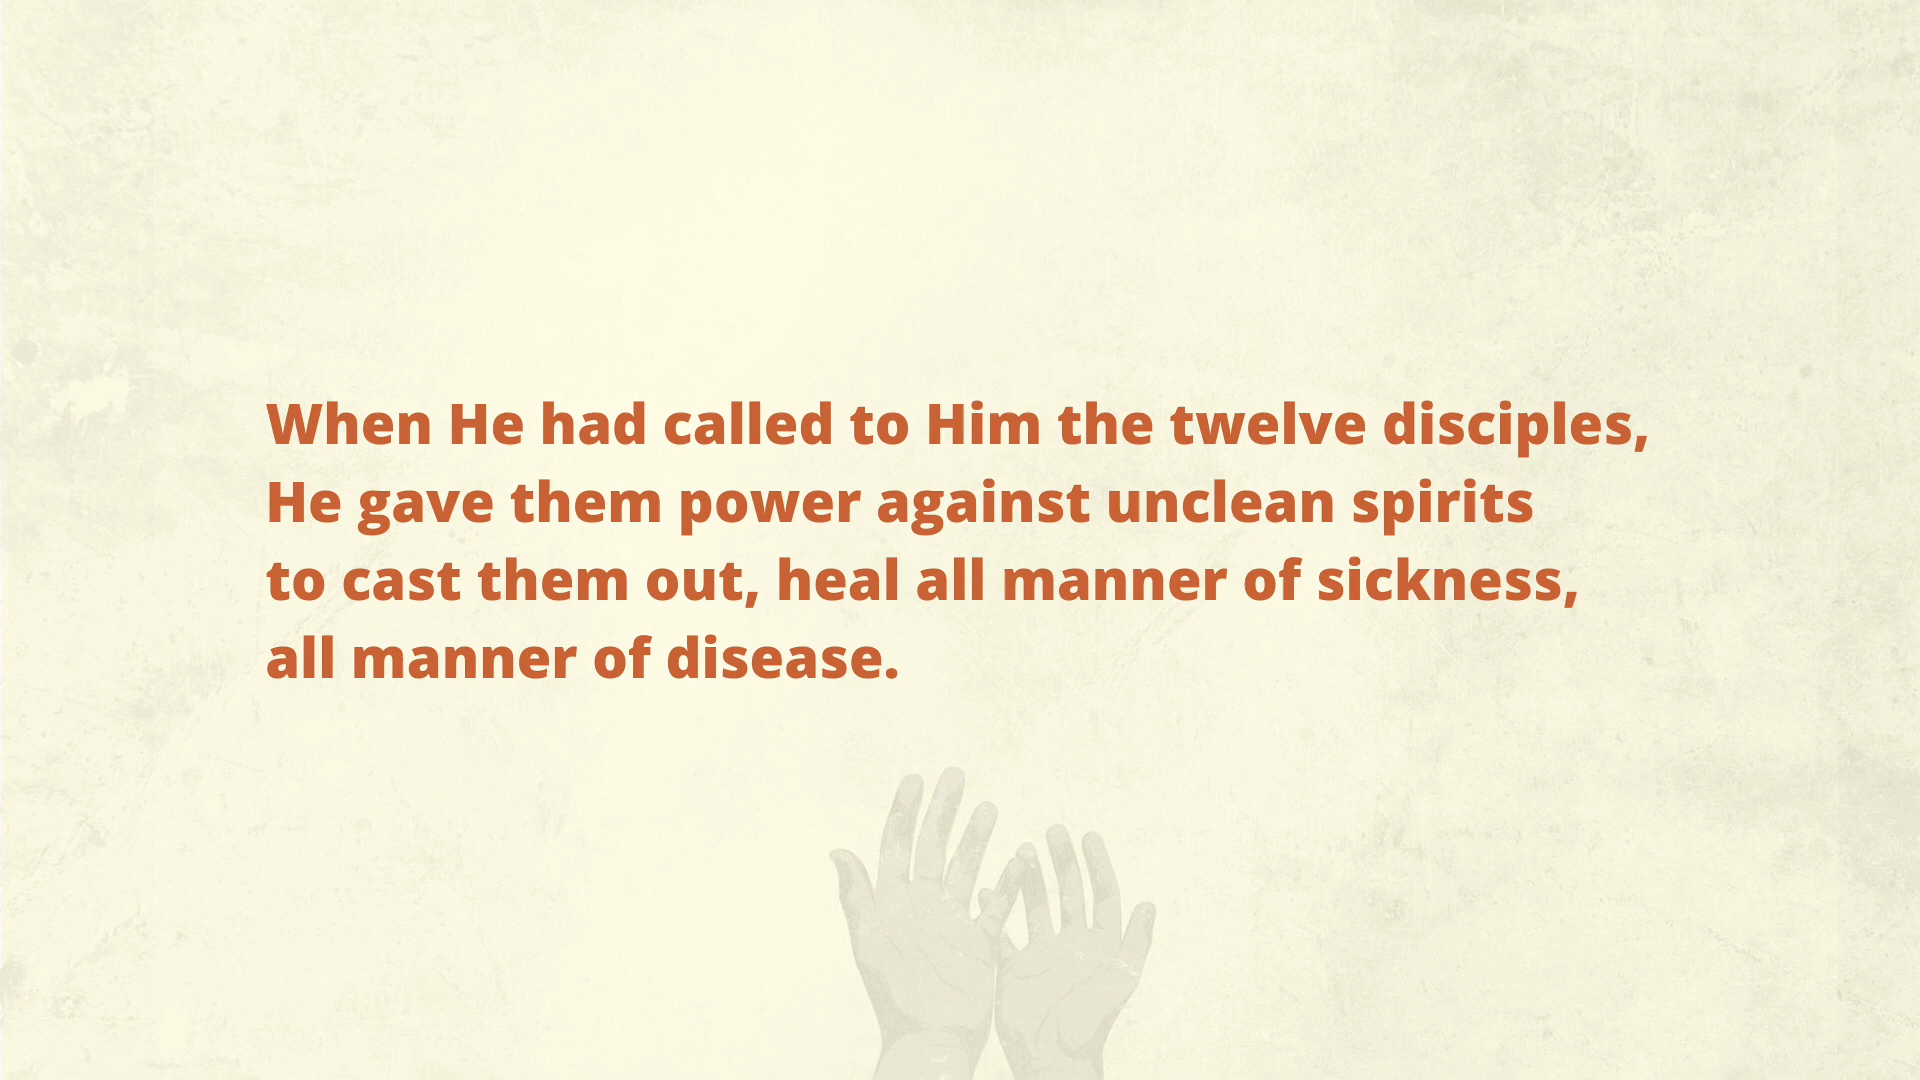 When He had called to Him the twelve disciples,
He gave them power against unclean spirits
to cast them out, heal all manner of sickness,
all manner of disease.